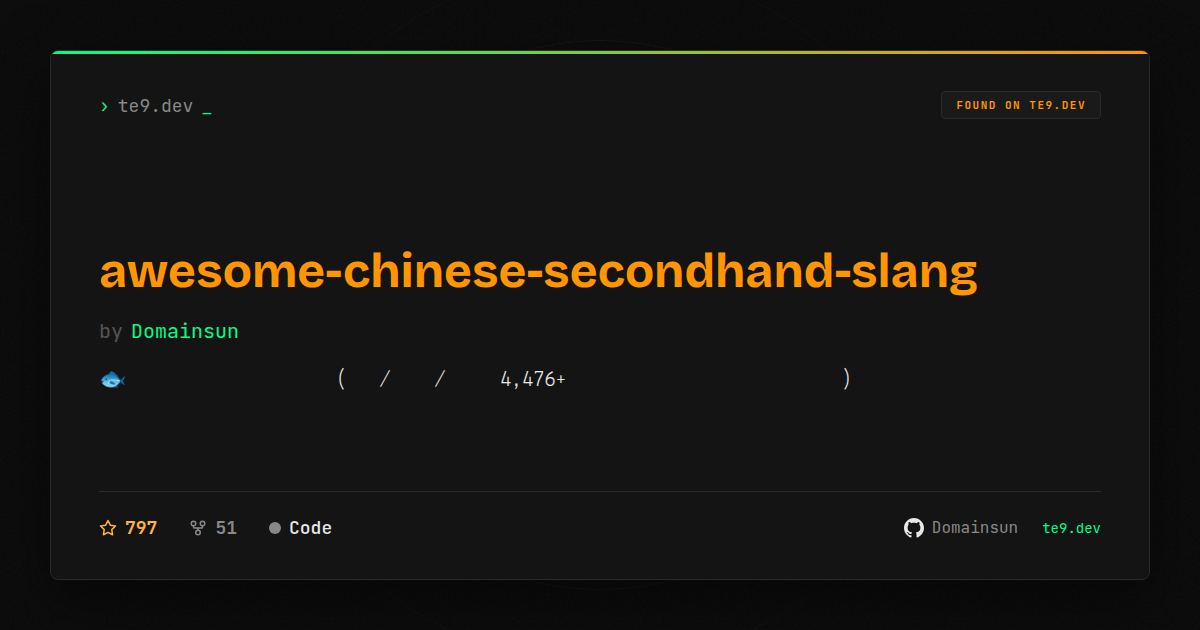 › te9.dev _
FOUND ON TE9.DEV
awesome-chinese-secondhand-slang
by Domainsun
🐟 ( / / 4,476+ )
797 51 Code
Domainsun te9.dev